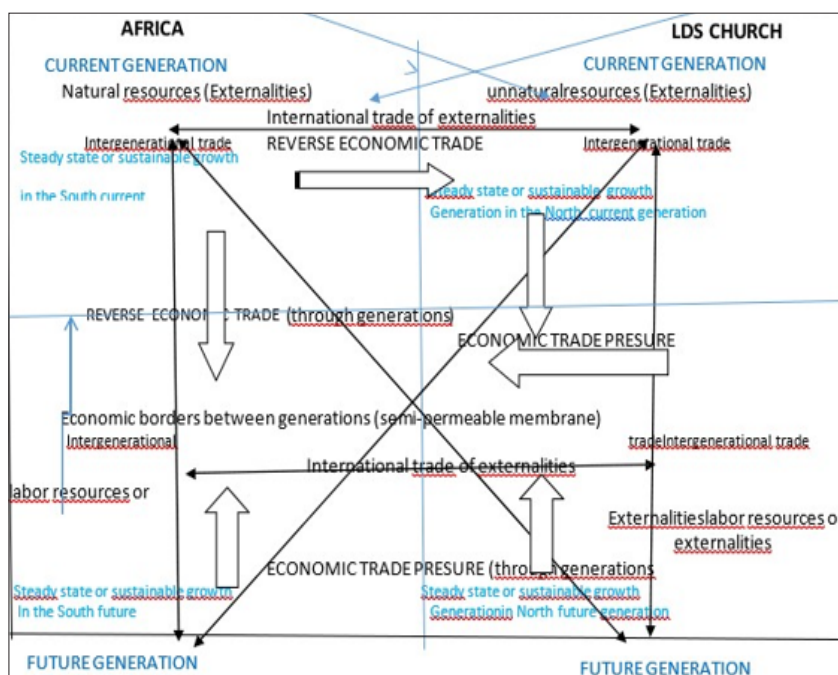 AFRICA
LDS CHURCH
CURRENT GENERATION
CURRENT GENERATION
Natural resources (Externalities)
unnaturalresources (Externalities)
International trade of externalities
Intergenerational trade
REVERSE ECONOMIC TRADE
Intergenerational trade
Steady state or sustainable growth
in the South current
Steady state or sustainable growth
Generation in the North current generation
REVERSE ECONOMIC TRADE (through generations)
ECONOMIC TRADE PRESURE
Economic borders between generations (semi-permeable membrane)
Intergenerational
tradeIntergenerational trade
International trade of externalities
labor resources or
Externalitieslabor resources o
externalities
ECONOMIC TRADE PRESURE (through generations
Steady state or sustainable growth
In the South future
Steady state or sustainable growth
Generationin North future generation
FUTURE GENERATION
FUTURE GENERATION